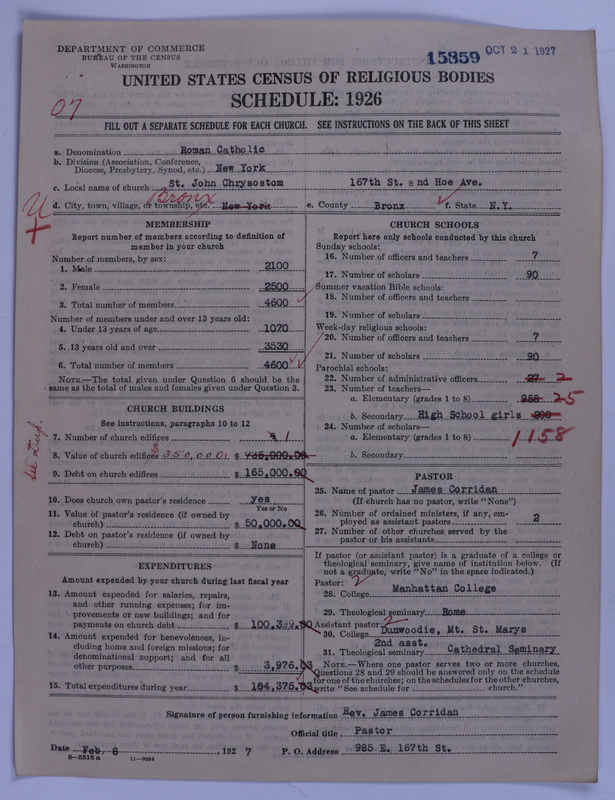 DEPARTMENT OF COMMERCE
BUREAU OF THE CENSUS
WASHINGTON
15859 OCT 21 1927
UNITED STATES CENSUS OF RELIGIOUS BODIES
SCHEDULE: 1926
07
FILL OUT A SEPARATE SCHEDULE FOR EACH CHURCH. SEE INSTRUCTIONS ON THE BACK OF THIS SHEET
a. Denomination Roman Catholic
b. Division (Association, Conference, Diocese, Presbytery, Synod, etc.) New York
c. Local name of church St. John Chrysostom 167th St. and Hoe Ave.
Bronx
d. City, town, village, or township, etc. New York e. County Bronx f. State N.Y.
MEMBERSHIP
Report number of members according to definition of member in your church
Number of members, by sex:
1. Male 2100
2. Female 2500
3. Total number of members 4600
Number of members under and over 13 years old:
4. Under 13 years of age 1070
5. 13 years old and over 3530
6. Total number of members 4600
NOTE.—The total given under Question 6 should be the same as the total of males and females given under Question 3.
CHURCH BUILDINGS
See instructions, paragraphs 10 to 12
7. Number of church edifices 1
8. Value of church edifices $ 735,000.00
9. Debt on church edifices $ 165,000.00
10. Does church own pastor's residence yes
Yes or No
11. Value of pastor's residence (if owned by church) $ 50,000.00
12. Debt on pastor's residence (if owned by church) $ None
EXPENDITURES
Amount expended by your church during last fiscal year
13. Amount expended for salaries, repairs, and other running expenses; for improvements or new buildings; and for payments on church debt $ 100,399.00
14. Amount expended for benevolences, including home and foreign missions; for denominational support; and for all other purposes $ 3,976.03
15. Total expenditures during year $ 104,375.03
CHURCH SCHOOLS
Report here only schools conducted by this church
Sunday schools:
16. Number of officers and teachers 7
17. Number of scholars 90
Summer vacation Bible schools:
18. Number of officers and teachers
19. Number of scholars
Week-day religious schools:
20. Number of officers and teachers 7
21. Number of scholars 90
Parochial schools:
22. Number of administrative officers 27 2
23. Number of teachers—
a. Elementary (grades 1 to 8) 958 25
b. Secondary High School girls 200
24. Number of scholars—
a. Elementary (grades 1 to 8) 1158
b. Secondary
PASTOR
25. Name of pastor James Corridan
(If church has no pastor, write "None")
26. Number of ordained ministers, if any, employed as assistant pastors 2
27. Number of other churches served by the pastor or his assistants
If pastor (or assistant pastor) is a graduate of a college or theological seminary, give name of institution below. (If not a graduate, write "No" in the space indicated.)
Pastor: 2
28. College Manhattan College
29. Theological seminary Rome
Assistant pastor: 2
30. College Dunwoodie, Mt. St. Marys
2nd asst.
31. Theological seminary Cathedral Seminary
NOTE.—Where one pastor serves two or more churches, Questions 28 and 29 should be answered only on the schedule for one of the churches; on the schedules for the other churches, write "See schedule for church."
Signature of person furnishing information Rev. James Corridan
Official title Pastor
Date Feb. 8, 1927 P. O. Address 985 E. 167th St.
8—5518a 11—9064